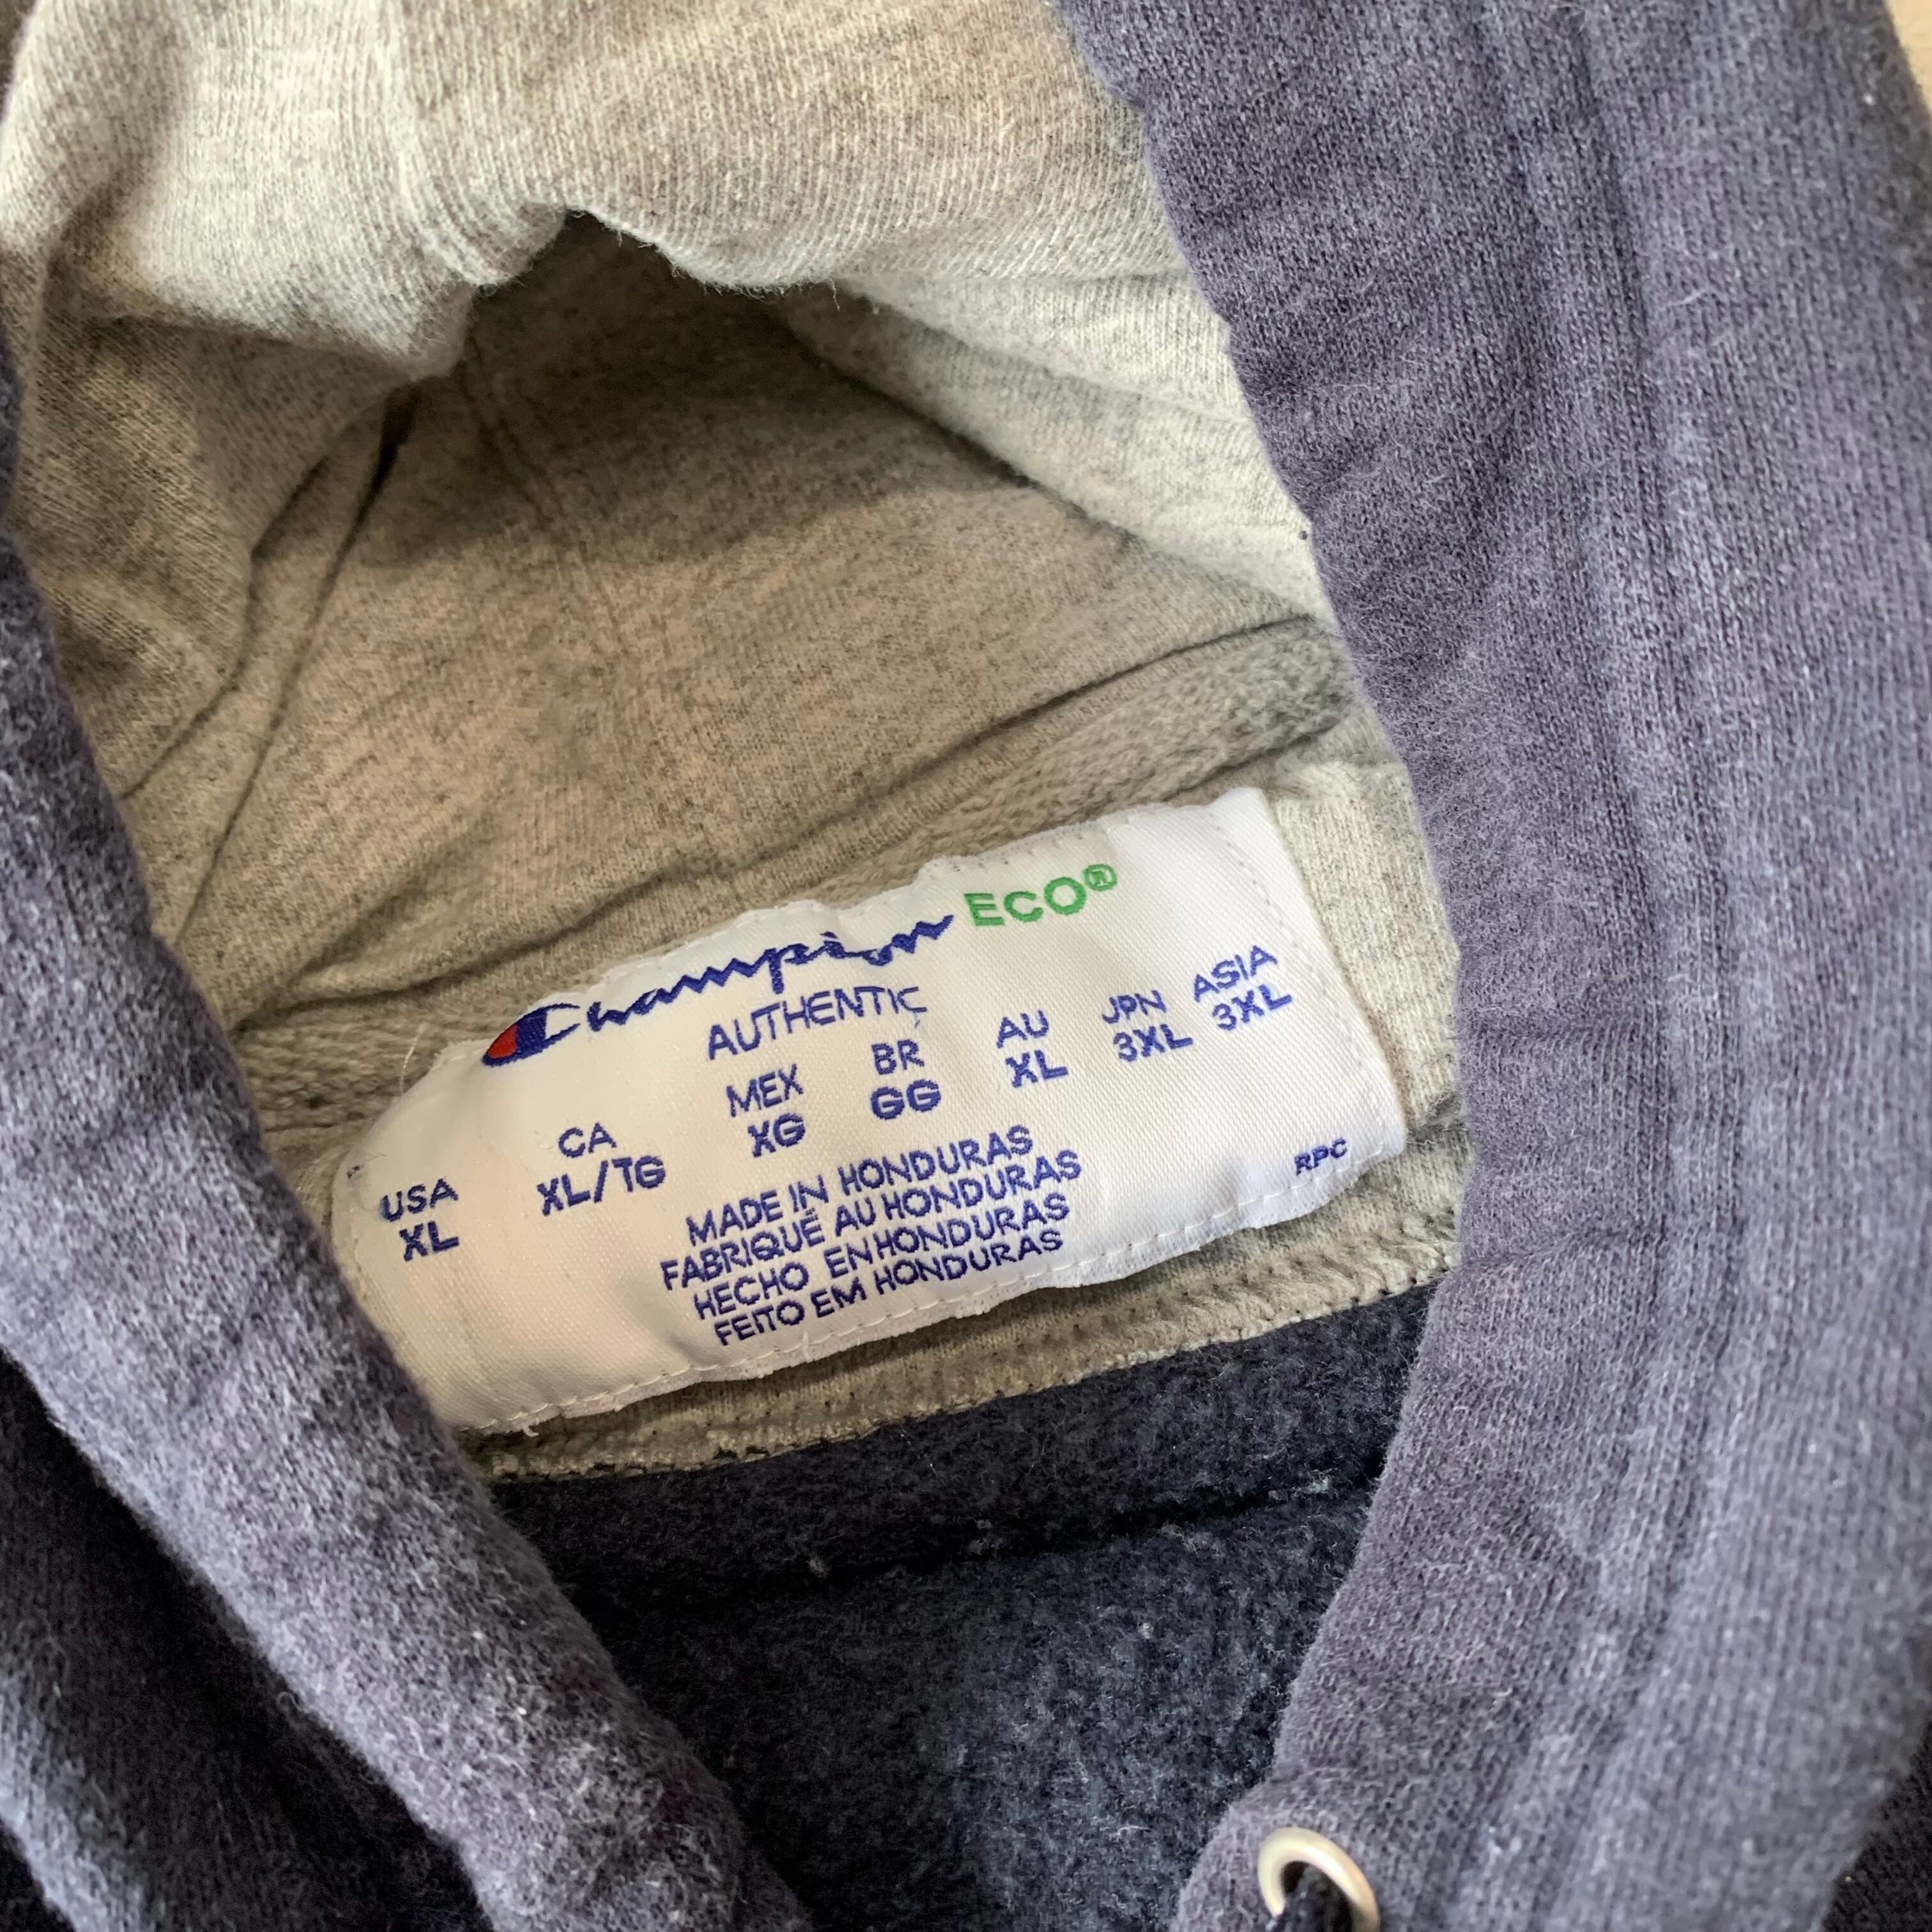 Champion ECO®
AUTHENTIC
USA CA MEX BR AU JPN ASIA
XL XL/TG XG GG XL 3XL 3XL
MADE IN HONDURAS
FABRIQUÉ AU HONDURAS
HECHO EN HONDURAS
FEITO EM HONDURAS
RPC